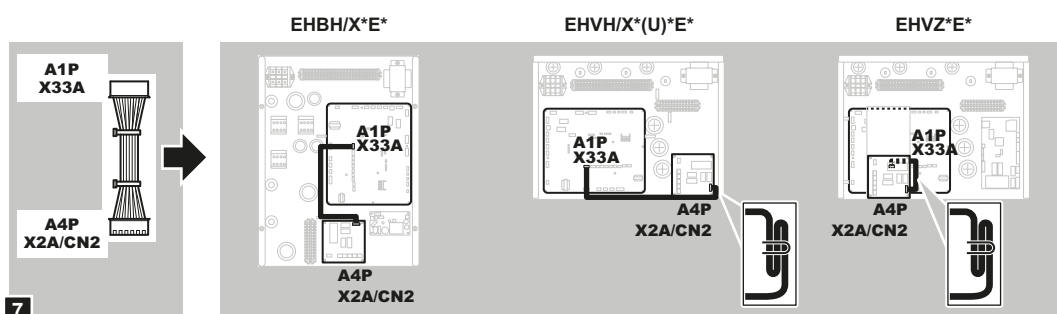 EHBH/X*E*
EHVH/X*(U)*E*
EHVZ*E*
A1P
X33A
A4P
X2A/CN2
7
A1P
X33A
A4P
X2A/CN2
A1P
X33A
A4P
X2A/CN2
A1P
X33A
A4P
X2A/CN2